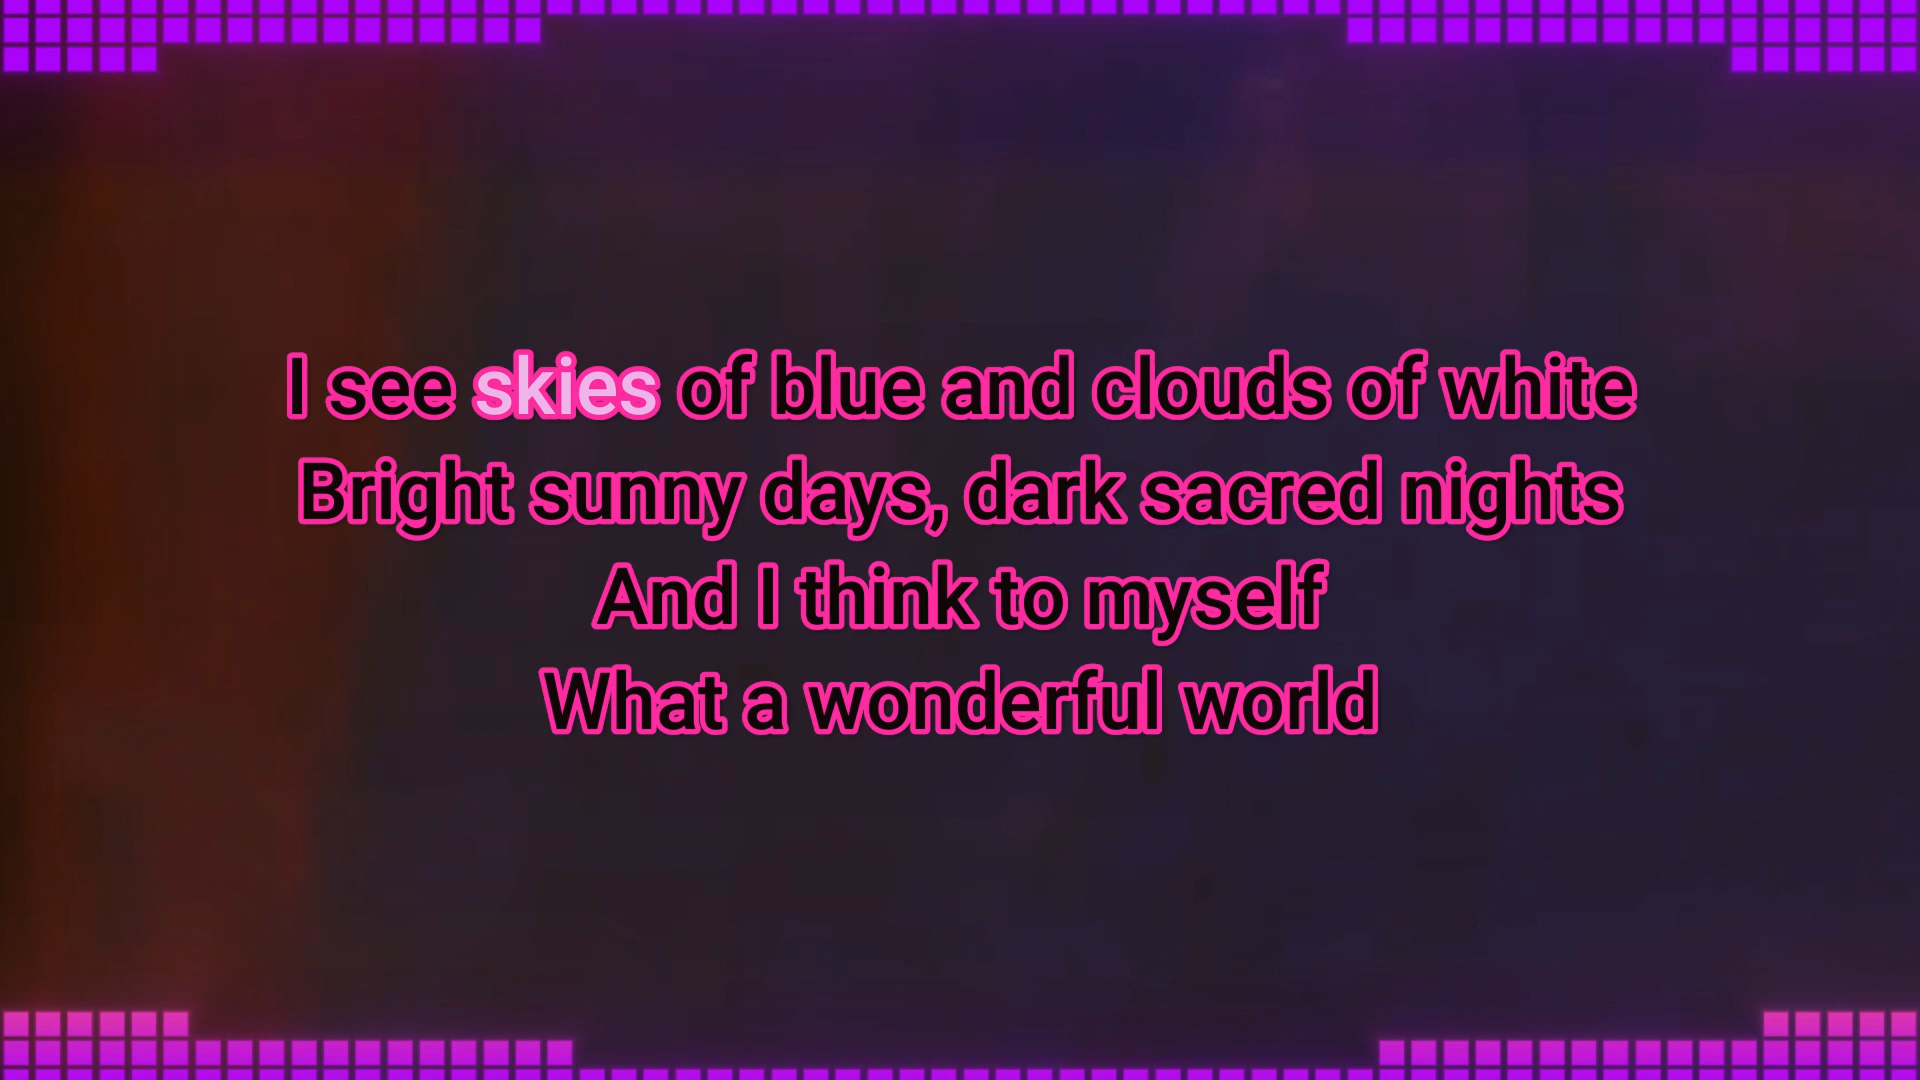 I see skies of blue and clouds of white
Bright sunny days, dark sacred nights
And I think to myself
What a wonderful world